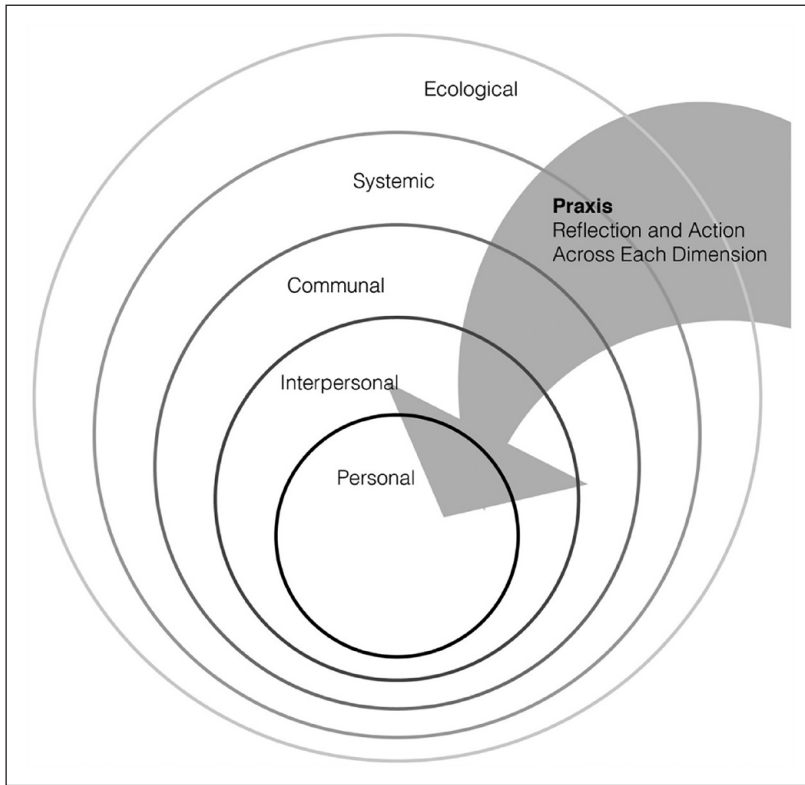 Ecological
Systemic
Praxis
Reflection and Action
Across Each Dimension
Communal
Interpersonal
Personal